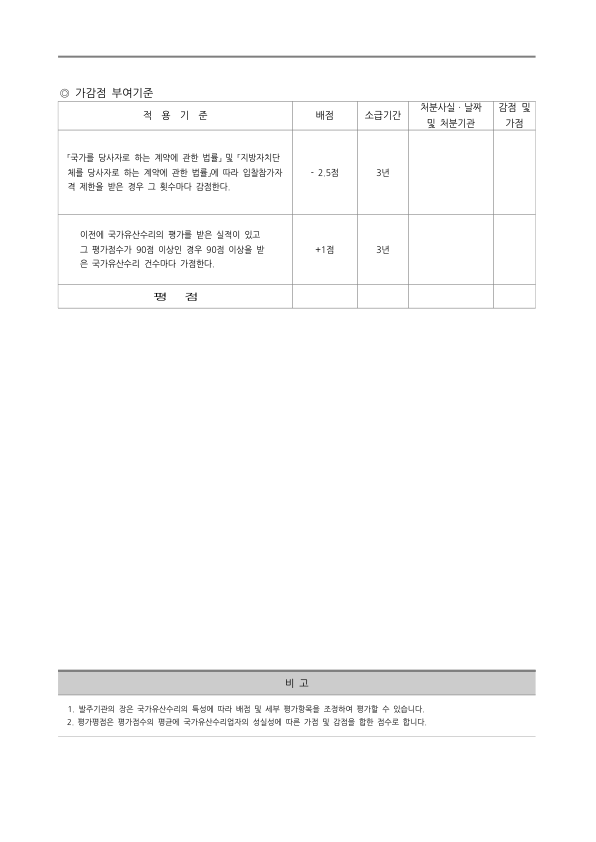 ◎ 가감점 부여기준
적 용 기 준
배점
소급기간
처분사실ㆍ날짜
및 처분기관
감점 및
가점
「국가를 당사자로 하는 계약에 관한 법률」 및 「지방자치단
체를 당사자로 하는 계약에 관한 법률」에 따라 입찰참가자
격 제한을 받은 경우 그 횟수마다 감점한다.
- 2.5점
3년
이전에 국가유산수리의 평가를 받은 실적이 있고
그 평가점수가 90점 이상인 경우 90점 이상을 받
은 국가유산수리 건수마다 가점한다.
+1점
3년
평 점
비 고
1. 발주기관의 장은 국가유산수리의 특성에 따라 배점 및 세부 평가항목을 조정하여 평가할 수 있습니다.
2. 평가평점은 평가점수의 평균에 국가유산수리업자의 성실성에 따른 가점 및 감점을 합한 점수로 합니다.